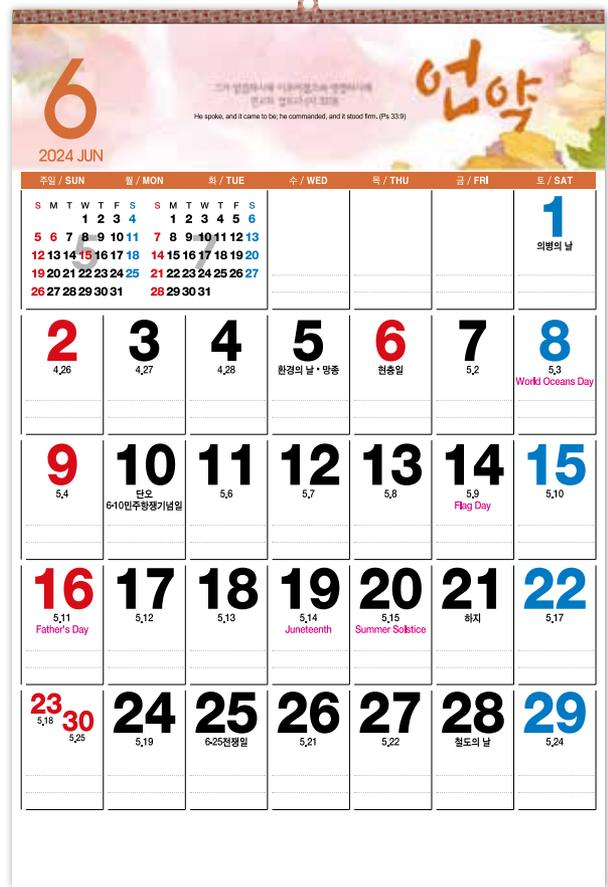 6
2024 JUN
언약
He spoke, and it came to be; he commanded, and it stood firm. (Ps 33:9)
주일 / SUN 월 / MON 화 / TUE 수 / WED 목 / THU 금 / FRI 토 / SAT
5
S M T W T F S
1 2 3 4
5 6 7 8 9 10 11
12 13 14 15 16 17 18
19 20 21 22 23 24 25
26 27 28 29 30 31
7
S M T W T F S
1 2 3 4 5 6
7 8 9 10 11 12 13
14 15 16 17 18 19 20
21 22 23 24 25 26 27
28 29 30 31
1
의병의 날
2 3 4 5 6 7 8
4.26 4.27 4.28 환경의 날 • 망종 현충일 5.2 5.3
World Oceans Day
9 10 11 12 13 14 15
5.4 단오 5.6 5.7 5.8 5.9 5.10
6·10민주항쟁기념일 Flag Day
16 17 18 19 20 21 22
5.11 5.12 5.13 5.14 5.15 하지 5.17
Father's Day Juneteenth Summer Solstice
23 30 24 25 26 27 28 29
5.18 5.25 5.19 6·25전쟁일 5.21 5.22 철도의 날 5.24